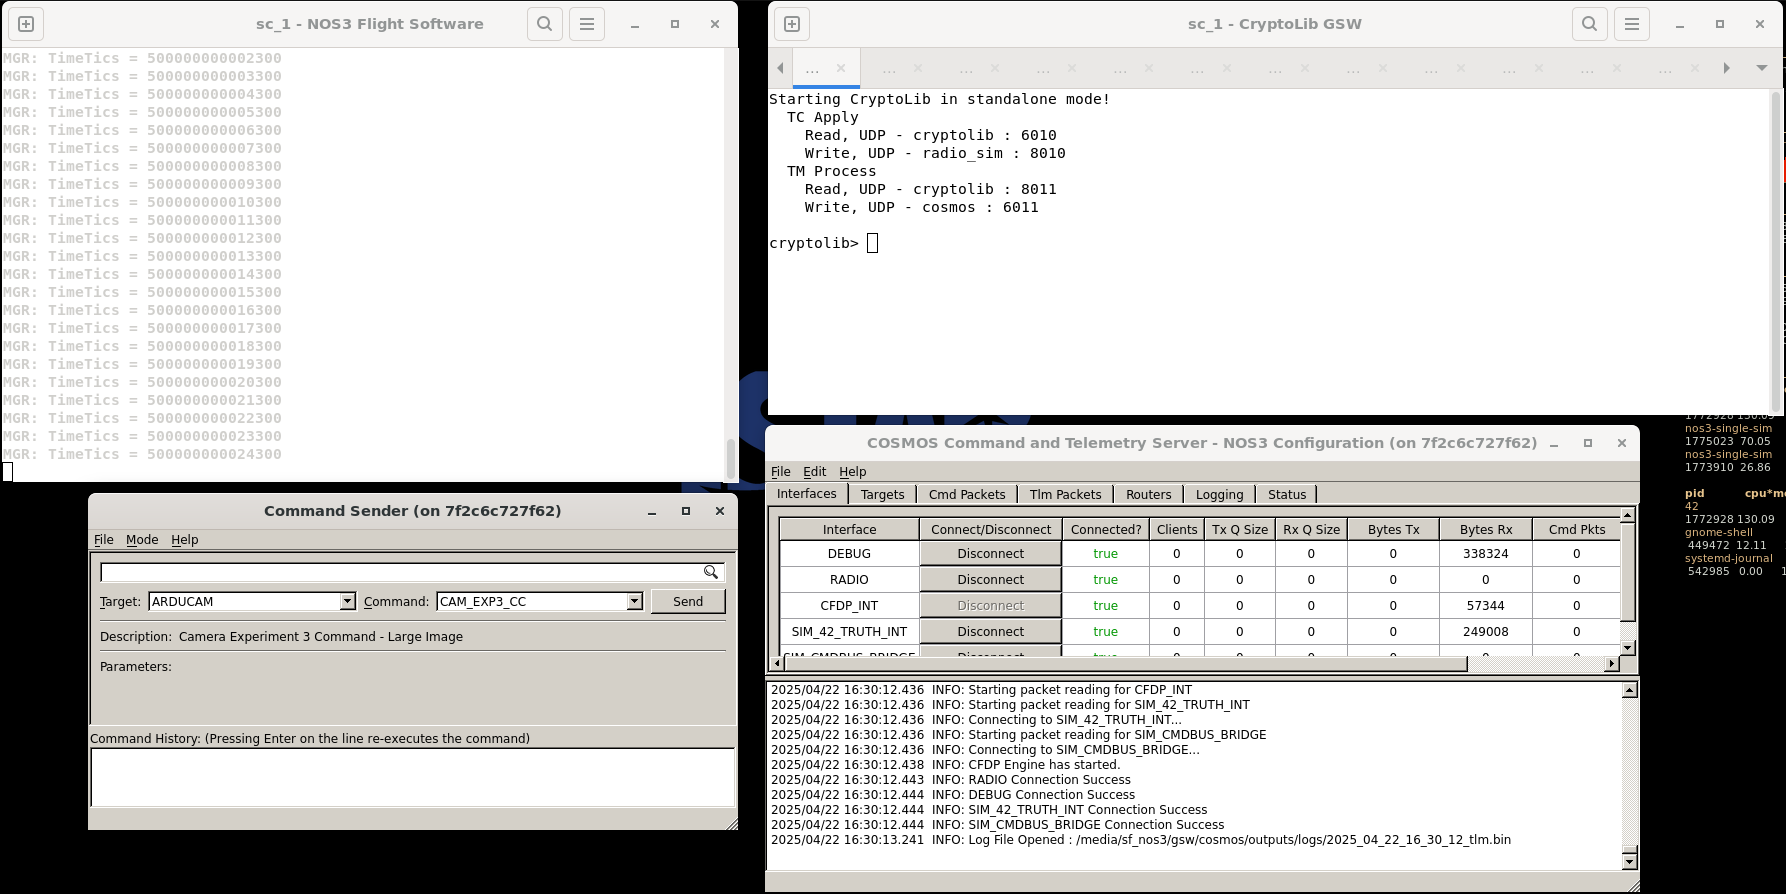 sc_1 - NOS3 Flight Software
MGR: TimeTics = 500000000002300
MGR: TimeTics = 500000000003300
MGR: TimeTics = 500000000004300
MGR: TimeTics = 500000000005300
MGR: TimeTics = 500000000006300
MGR: TimeTics = 500000000007300
MGR: TimeTics = 500000000008300
MGR: TimeTics = 500000000009300
MGR: TimeTics = 500000000010300
MGR: TimeTics = 500000000011300
MGR: TimeTics = 500000000012300
MGR: TimeTics = 500000000013300
MGR: TimeTics = 500000000014300
MGR: TimeTics = 500000000015300
MGR: TimeTics = 500000000016300
MGR: TimeTics = 500000000017300
MGR: TimeTics = 500000000018300
MGR: TimeTics = 500000000019300
MGR: TimeTics = 500000000020300
MGR: TimeTics = 500000000021300
MGR: TimeTics = 500000000022300
MGR: TimeTics = 500000000023300
MGR: TimeTics = 500000000024300
sc_1 - CryptoLib GSW
... ... ... ... ... ... ... ... ... ... ... ...
Starting CryptoLib in standalone mode!
TC Apply
Read, UDP - cryptolib : 6010
Write, UDP - radio_sim : 8010
TM Process
Read, UDP - cryptolib : 8011
Write, UDP - cosmos : 6011
cryptolib>
Command Sender (on 7f2c6c727f62)
File Mode Help
Target: ARDUCAM Command: CAM_EXP3_CC Send
Description: Camera Experiment 3 Command - Large Image
Parameters:
Command History: (Pressing Enter on the line re-executes the command)
COSMOS Command and Telemetry Server - NOS3 Configuration (on 7f2c6c727f62)
File Edit Help
Interfaces Targets Cmd Packets Tlm Packets Routers Logging Status
Interface Connect/Disconnect Connected? Clients Tx Q Size Rx Q Size Bytes Tx Bytes Rx Cmd Pkts
DEBUG Disconnect true 0 0 0 0 338324 0
RADIO Disconnect true 0 0 0 0 0 0
CFDP_INT Disconnect true 0 0 0 0 57344 0
SIM_42_TRUTH_INT Disconnect true 0 0 0 0 249008 0
SIM_CMDBUS_BRIDGE Disconnect true 0 0 0 0 0 0
2025/04/22 16:30:12.436 INFO: Starting packet reading for CFDP_INT
2025/04/22 16:30:12.436 INFO: Starting packet reading for SIM_42_TRUTH_INT
2025/04/22 16:30:12.436 INFO: Connecting to SIM_42_TRUTH_INT...
2025/04/22 16:30:12.436 INFO: Starting packet reading for SIM_CMDBUS_BRIDGE
2025/04/22 16:30:12.436 INFO: Connecting to SIM_CMDBUS_BRIDGE...
2025/04/22 16:30:12.438 INFO: CFDP Engine has started.
2025/04/22 16:30:12.443 INFO: RADIO Connection Success
2025/04/22 16:30:12.444 INFO: DEBUG Connection Success
2025/04/22 16:30:12.444 INFO: SIM_42_TRUTH_INT Connection Success
2025/04/22 16:30:12.444 INFO: SIM_CMDBUS_BRIDGE Connection Success
2025/04/22 16:30:13.241 INFO: Log File Opened : /media/sf_nos3/gsw/cosmos/outputs/logs/2025_04_22_16_30_12_tlm.bin
nos3-single-sim
1775023 70.05
nos3-single-sim
1773910 26.86
pid cpu*me
42
1772928 130.09
gnome-shell
449472 12.11
systemd-journal
542985 0.00 1